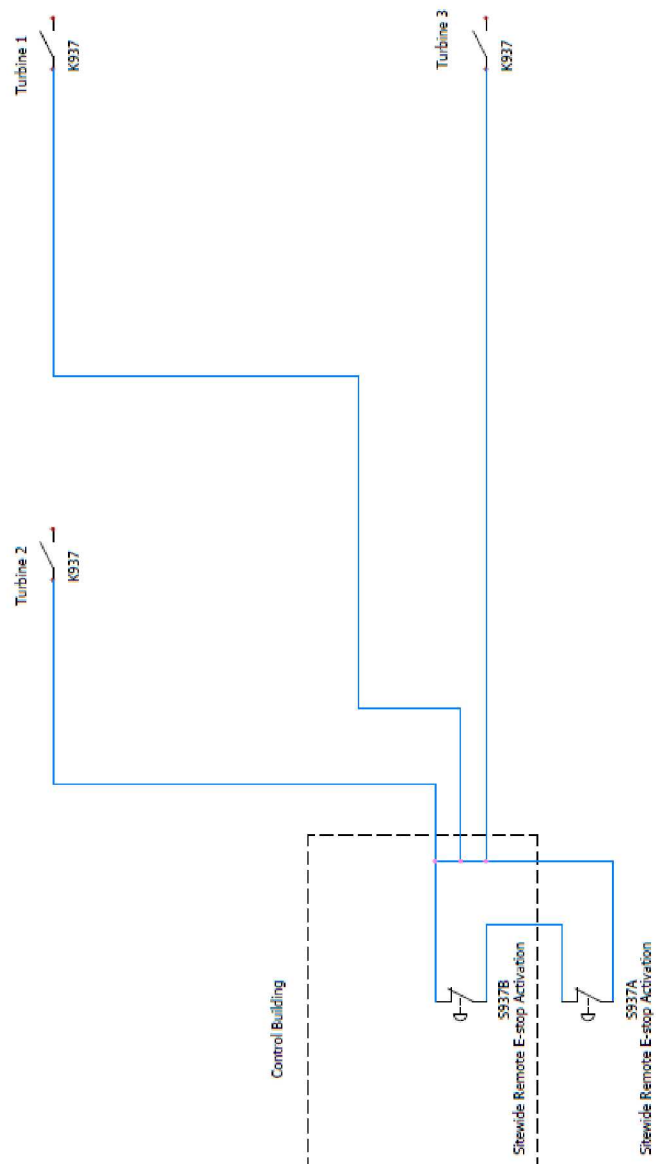 Turbine 1
K937
Turbine 3
K937
Turbine 2
K937
Control Building
S937B
Sitewide Remote E-stop Activation
S937A
Sitewide Remote E-stop Activation